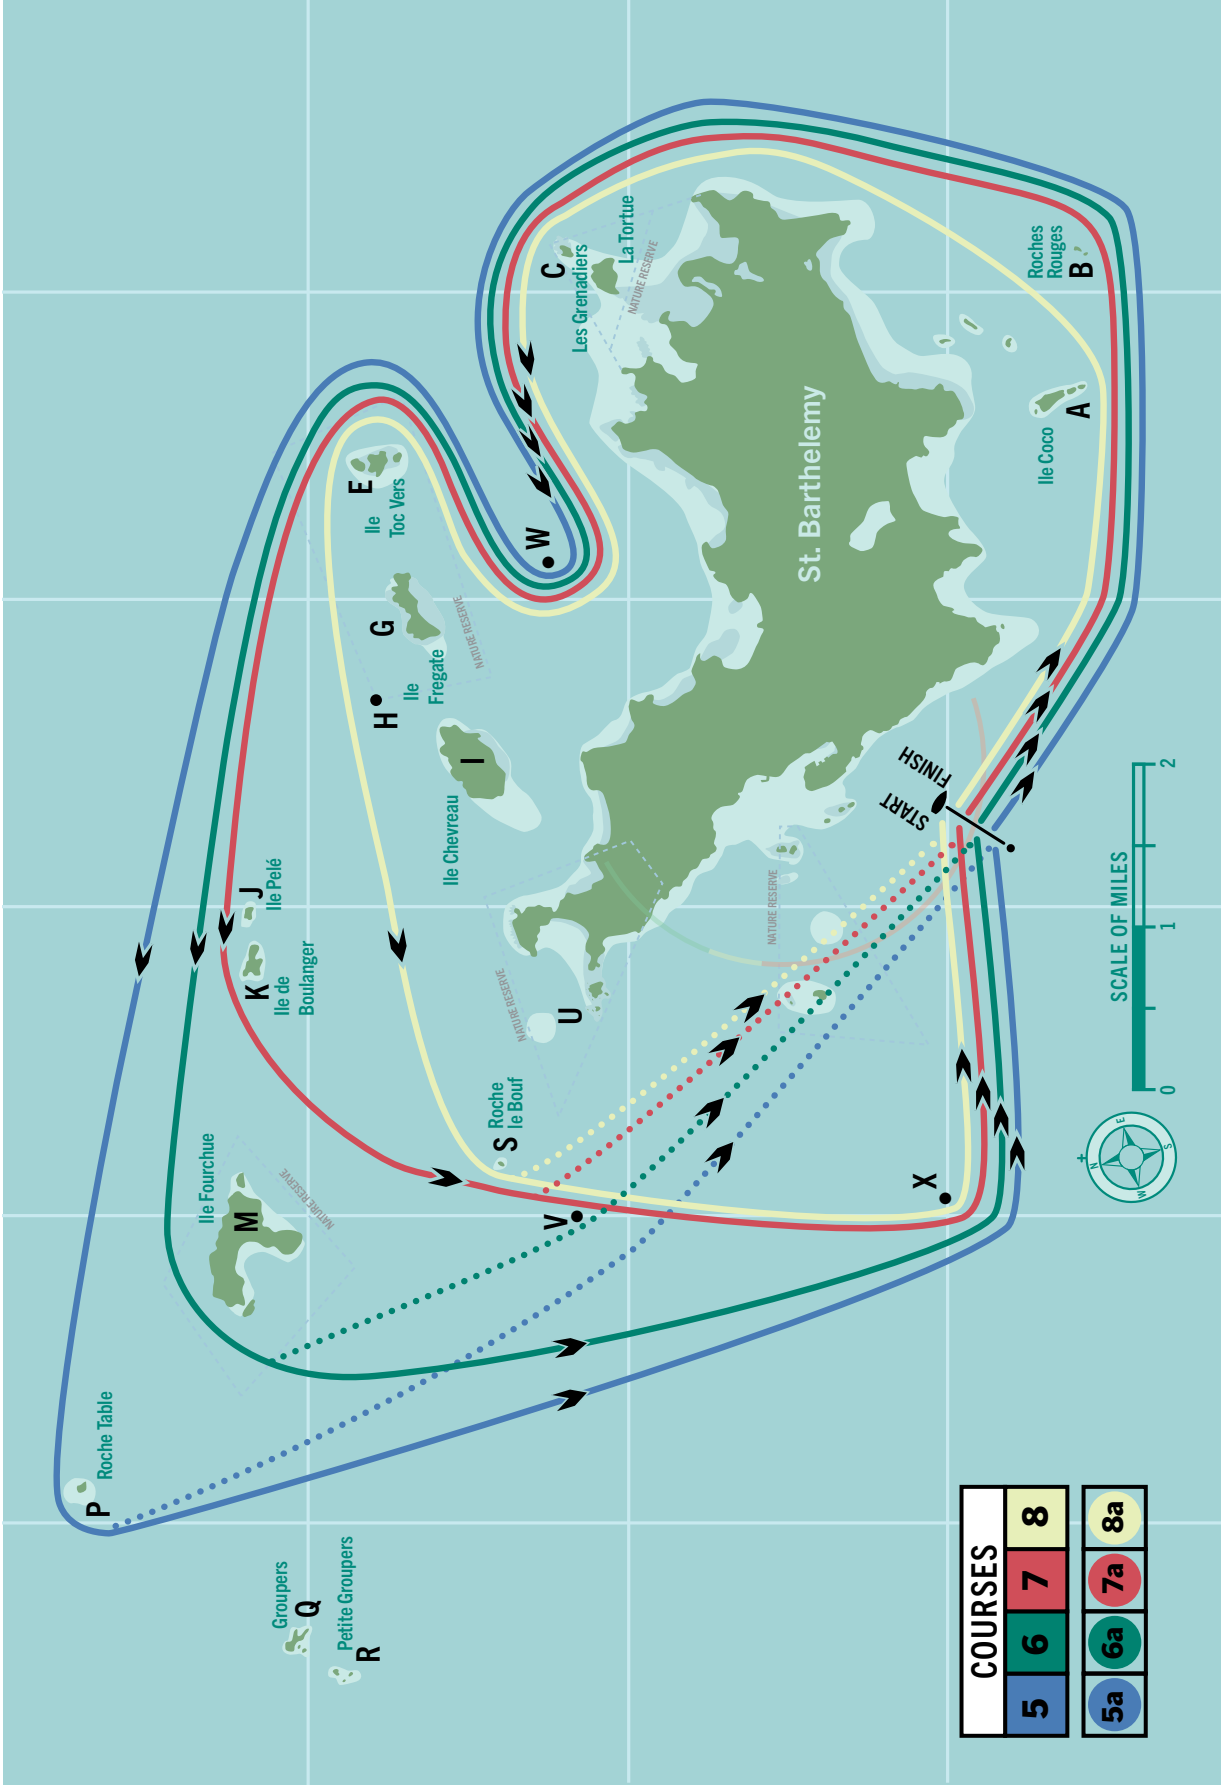 Roche Table
P
Groupers
Q
Petite Groupers
R
Ile Fourchue
M
NATURE RESERVE
K
Ile de
Boulanger
J
Ile Pelé
E
Ile
Toc Vers
G
Ile
Fregate
H
NATURE RESERVE
I
Ile Chevreau
W
C
Les Grenadiers
La Tortue
NATURE RESERVE
Roche
le Bouf
S
V
NATURE RESERVE
U
NATURE RESERVE
St. Barthelemy
X
START
FINISH
Ile Coco
A
Roches
Rouges
B
COURSES
5 6 7 8
5a 6a 7a 8a
N
E
S
W
SCALE OF MILES
0 1 2